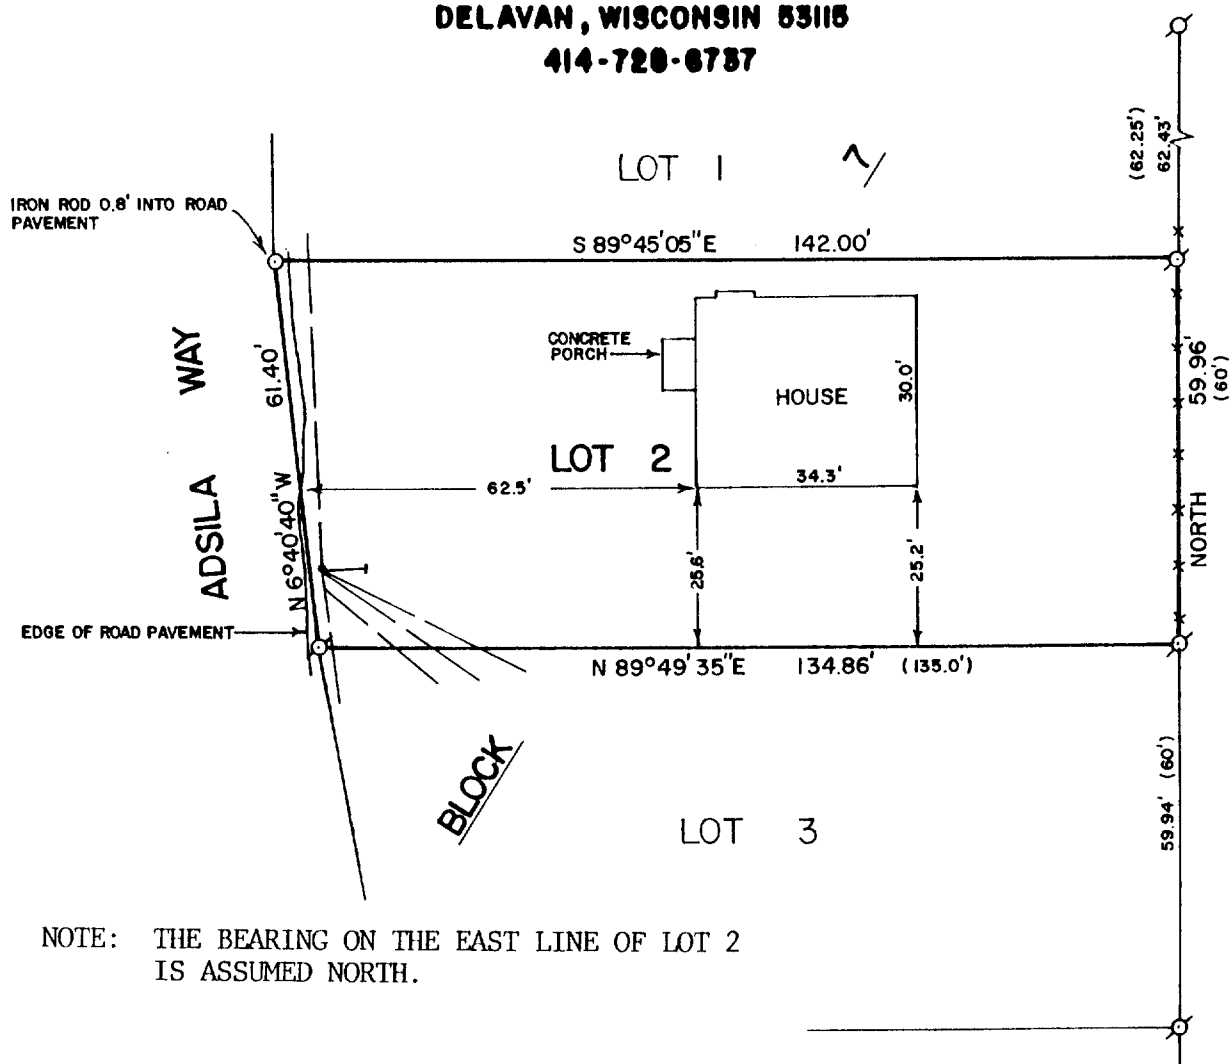 DELAVAN, WISCONSIN 53115
414-728-6737
(62.25')
62.43'
LOT 1
7
IRON ROD 0.8' INTO ROAD
PAVEMENT
S 89°45'05"E 142.00'
ADSILA WAY
61.40'
N 6°40'40"W
CONCRETE
PORCH
HOUSE
30.0'
59.96'
(60')
NORTH
LOT 2
62.5'
34.3'
25.6'
25.2'
EDGE OF ROAD PAVEMENT
N 89°49'35"E 134.86' (135.0')
BLOCK
LOT 3
59.94' (60')
NOTE: THE BEARING ON THE EAST LINE OF LOT 2
IS ASSUMED NORTH.